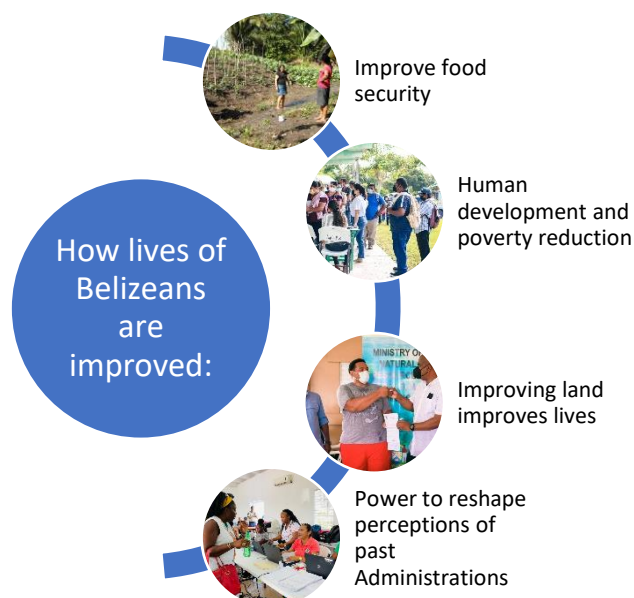 How lives of
Belizeans
are
improved:
Improve food
security
Human
development and
poverty reduction
MINISTRY OF
NATURAL
Improving land
improves lives
Power to reshape
perceptions of
past
Administrations